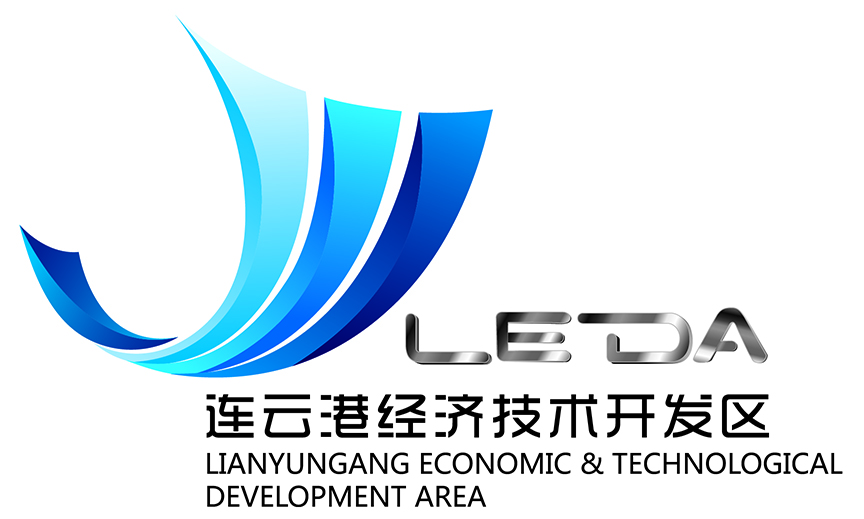 LEDA
连云港经济技术开发区
LIANYUNGANG ECONOMIC & TECHNOLOGICAL
DEVELOPMENT AREA